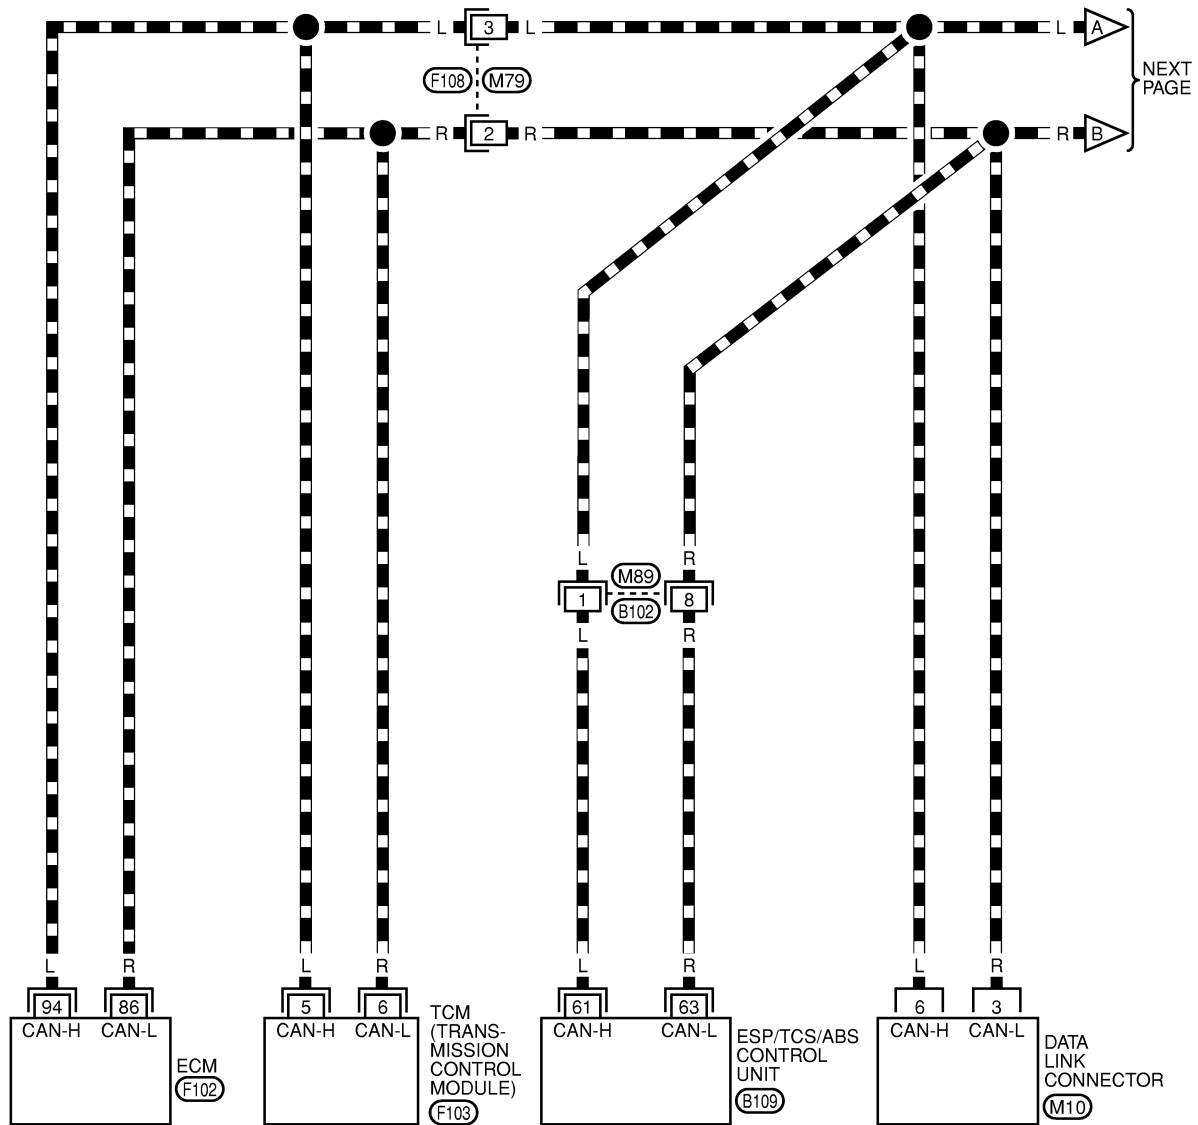 L 3 L L A
F108 M79
NEXT
PAGE
R 2 R R B
L R
M89
1 8
B102
L R
L R L R L R L R
94 86 5 6 61 63 6 3
CAN-H CAN-L CAN-H CAN-L CAN-H CAN-L CAN-H CAN-L
ECM
F102
TCM
(TRANS-
MISSION
CONTROL
MODULE)
F103
ESP/TCS/ABS
CONTROL
UNIT
B109
DATA
LINK
CONNECTOR
M10